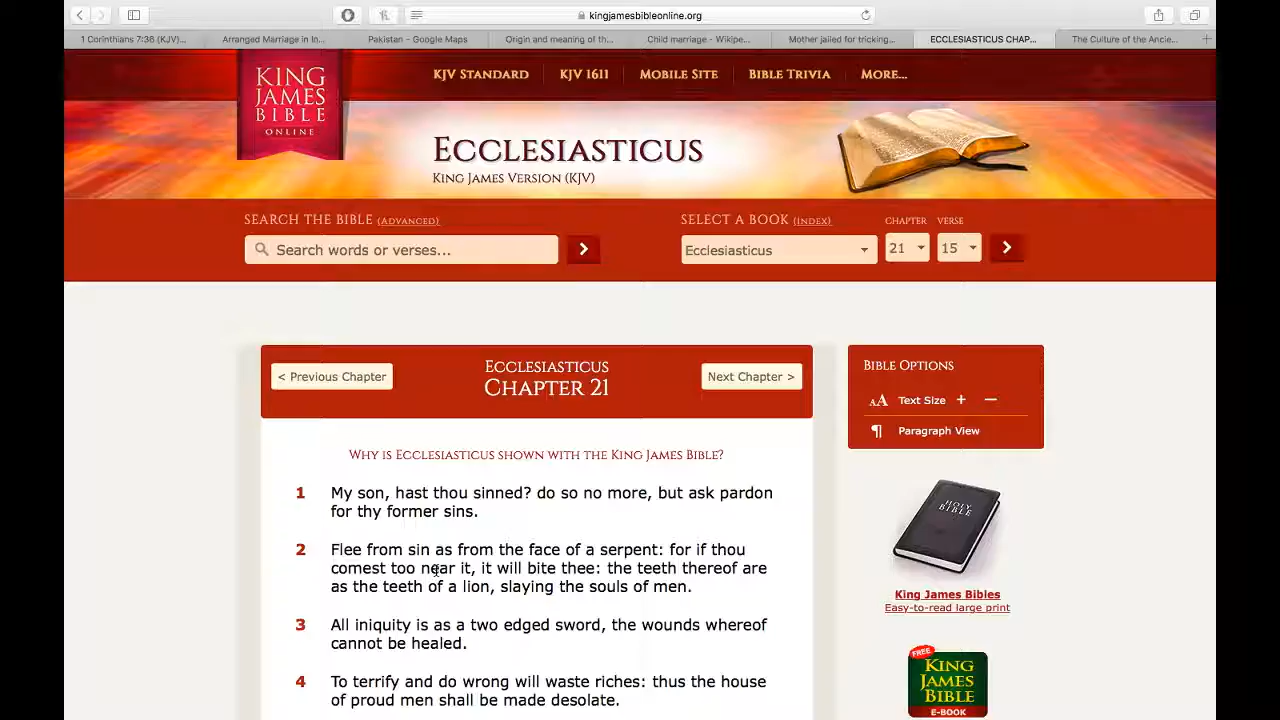 kingjamesbibleonline.org
1 Corinthians 7:36 (KJV)...
Arranged Marriage in In...
Pakistan - Google Maps
Origin and meaning of th...
Child marriage - Wikipe...
Mother jailed for tricking...
ECCLESIASTICUS CHAP...
The Culture of the Ancie...
KING
JAMES
BIBLE
ONLINE
KJV STANDARD
KJV 1611
MOBILE SITE
BIBLE TRIVIA
MORE...
ECCLESIASTICUS
KING JAMES VERSION (KJV)
SEARCH THE BIBLE (ADVANCED)
Search words or verses...
SELECT A BOOK (INDEX)
CHAPTER
VERSE
Ecclesiasticus
21
15
< Previous Chapter
ECCLESIASTICUS
CHAPTER 21
Next Chapter >
WHY IS ECCLESIASTICUS SHOWN WITH THE KING JAMES BIBLE?
1 My son, hast thou sinned? do so no more, but ask pardon
for thy former sins.
2 Flee from sin as from the face of a serpent: for if thou
comest too near it, it will bite thee: the teeth thereof are
as the teeth of a lion, slaying the souls of men.
3 All iniquity is as a two edged sword, the wounds whereof
cannot be healed.
4 To terrify and do wrong will waste riches: thus the house
of proud men shall be made desolate.
BIBLE OPTIONS
AA Text Size + −
¶ Paragraph View
HOLY
BIBLE
King James Bibles
Easy-to-read large print
FREE
KING
JAMES
BIBLE
E-BOOK